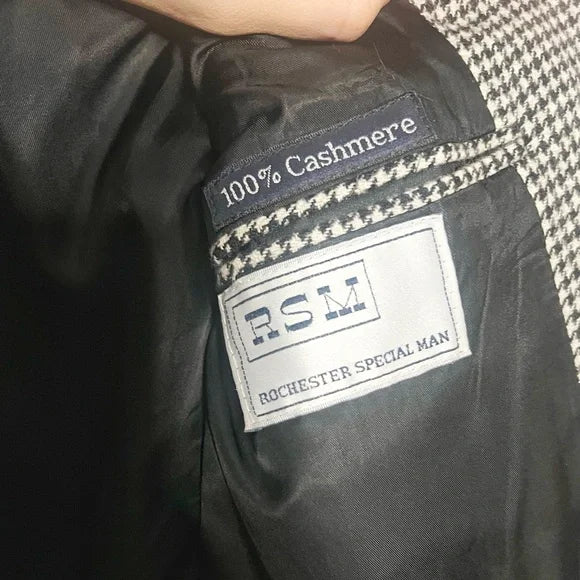 100% Cashmere
RSM
ROCHESTER SPECIAL MAN